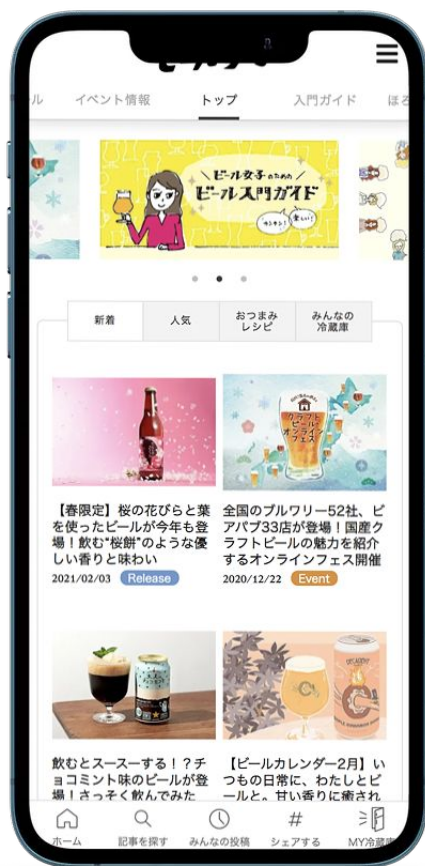 イベント情報
トップ
入門ガイド
ビール女子のための
ビール入門ガイド
カンタン!
楽しい!
新着
人気
おつまみ
レシピ
みんなの
冷蔵庫
クラフト
ビール
オンライン
フェス
【春限定】桜の花びらと葉
を使ったビールが今年も登
場！飲む“桜餅”のような優
しい香りと味わい
2021/02/03 Release
全国のブルワリー52社、ビ
アパブ33店が登場！国産ク
ラフトビールの魅力を紹介
するオンラインフェス開催
2020/12/22 Event
飲むとスースーする！？チ
ョコミント味のビールが登
場！さっそく飲んでみた
【ビールカレンダー2月】い
つもの日常に、わたしとビ
ールと。甘い香りに癒され
ホーム
記事を探す
みんなの投稿
#
シェアする
MY冷蔵庫